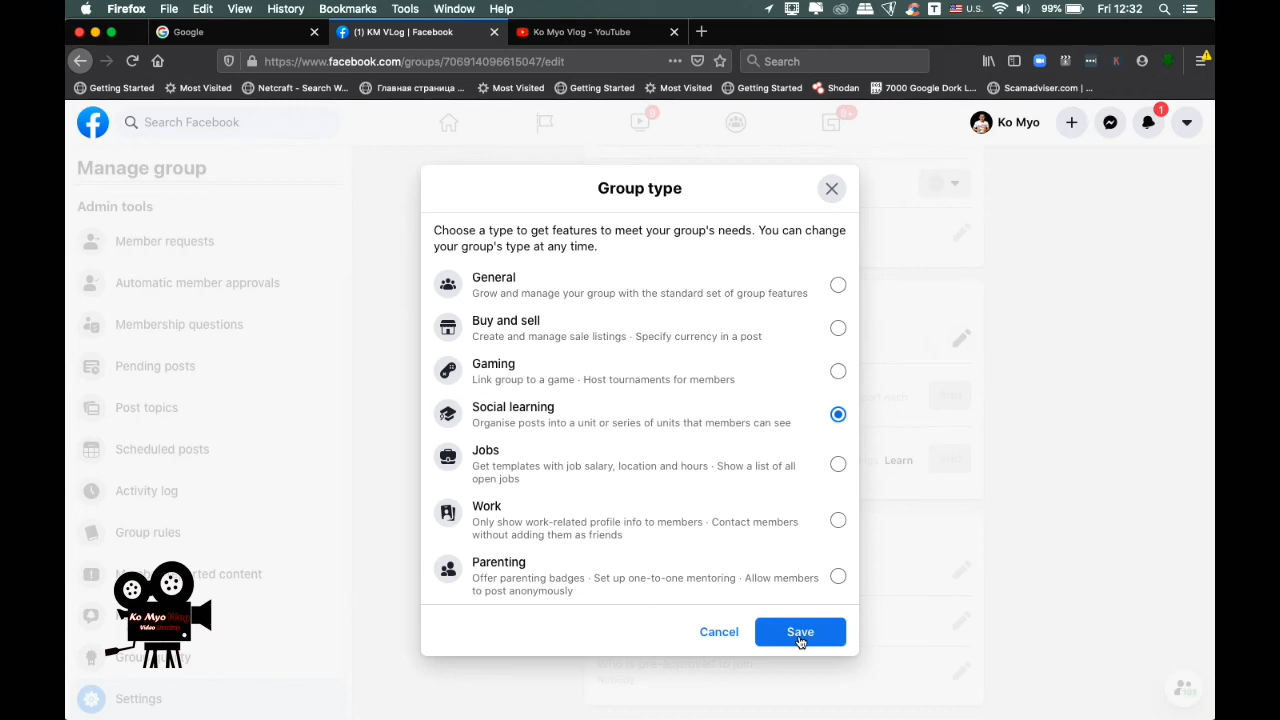 Firefox File Edit View History Bookmarks Tools Window Help
99% U.S. Fri 12:32
Google
(1) KM VLog | Facebook
Ko Myo Vlog - YouTube
https://www.facebook.com/groups/706914096615047/edit
Search
Getting Started Most Visited Netcraft - Search W... Главная страница ... Most Visited Getting Started Most Visited Getting Started Shodan 7000 Google Dork L... Scamadviser.com | ...
Search Facebook
9
9+
Ko Myo
1
Manage group
Admin tools
Member requests
Automatic member approvals
Membership questions
Pending posts
Post topics
Scheduled posts
Activity log
Group rules
content
Settings
Ko Myo Vlog
Group type
Choose a type to get features to meet your group's needs. You can change
your group's type at any time.
General
Grow and manage your group with the standard set of group features
Buy and sell
Create and manage sale listings · Specify currency in a post
Gaming
Link group to a game · Host tournaments for members
Social learning
Organise posts into a unit or series of units that members can see
Jobs
Get templates with job salary, location and hours · Show a list of all
open jobs
Work
Only show work-related profile info to members · Contact members
without adding them as friends
Parenting
Offer parenting badges · Set up one-to-one mentoring · Allow members
to post anonymously
Cancel
Save
Learn